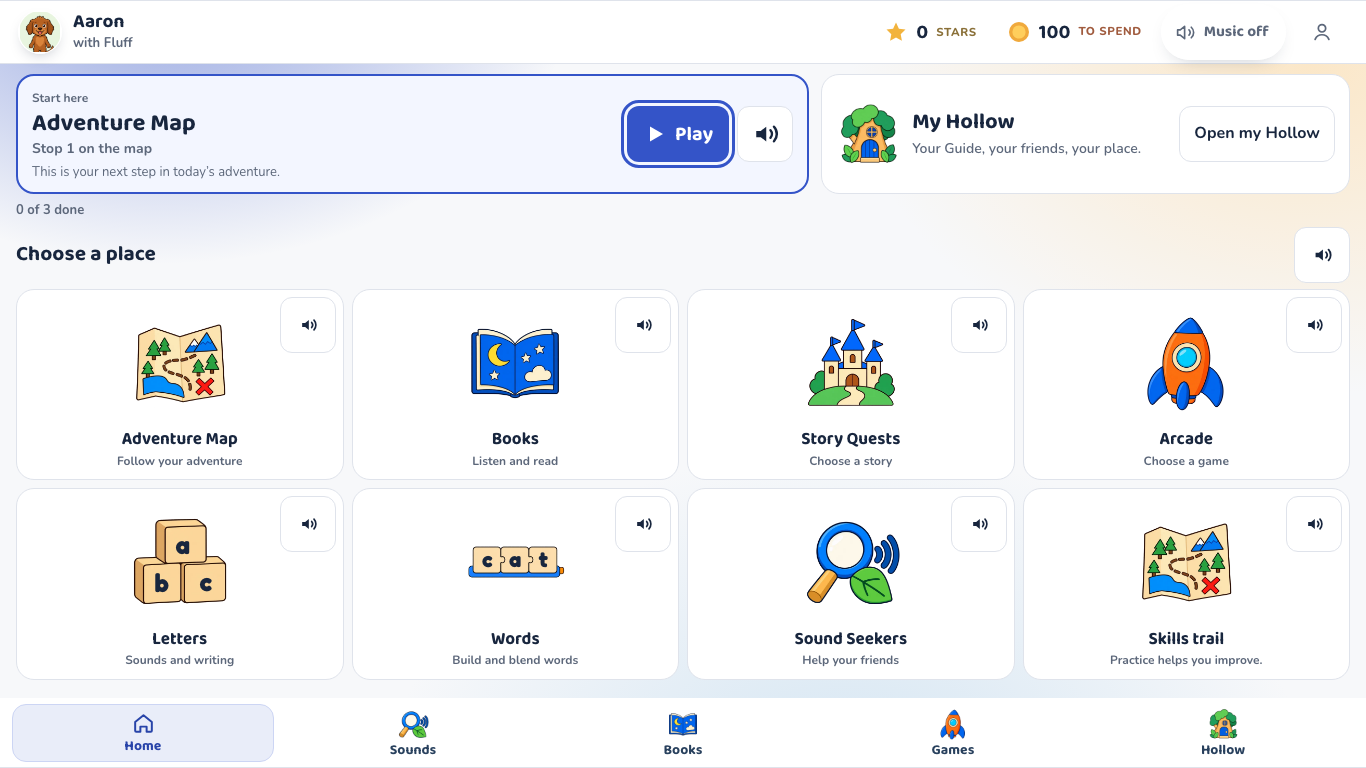 Aaron
with Fluff
0 STARS
100 TO SPEND
Music off
Start here
Adventure Map
Stop 1 on the map
This is your next step in today's adventure.
Play
My Hollow
Your Guide, your friends, your place.
Open my Hollow
0 of 3 done
Choose a place
Adventure Map
Follow your adventure
Books
Listen and read
Story Quests
Choose a story
Arcade
Choose a game
a
b c
Letters
Sounds and writing
c a t
Words
Build and blend words
Sound Seekers
Help your friends
Skills trail
Practice helps you improve.
Home
Sounds
Books
Games
Hollow